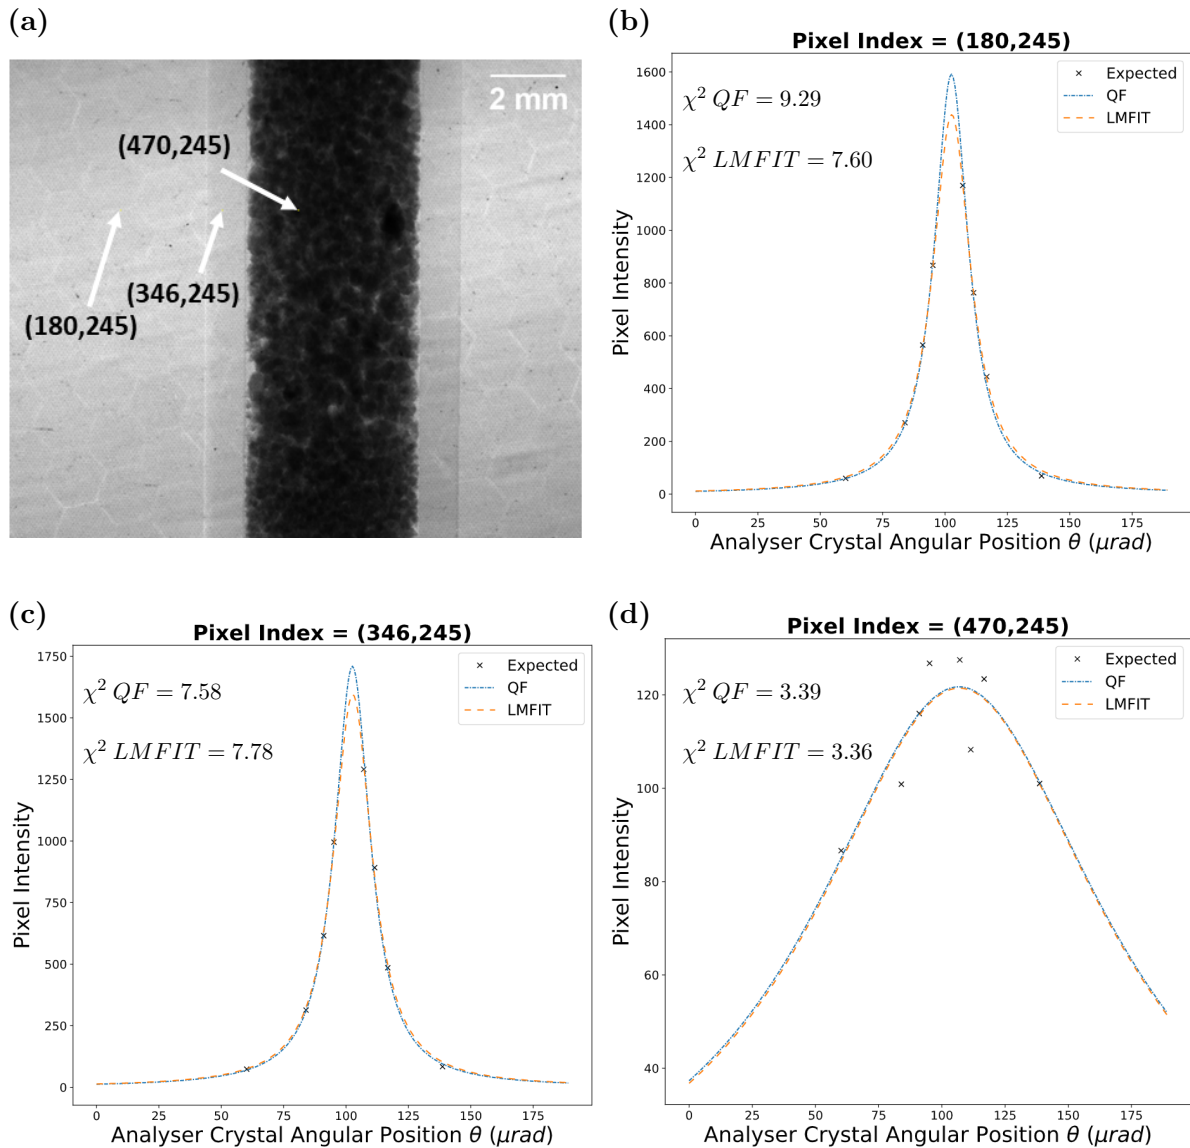 (a)
2 mm
(470,245)
(346,245)
(180,245)
(b)
Pixel Index = (180,245)
χ² QF = 9.29
χ² LMFIT = 7.60
Expected
QF
LMFIT
1600
1400
1200
1000
800
600
400
200
0
Pixel Intensity
0 25 50 75 100 125 150 175
Analyser Crystal Angular Position θ (μrad)
(c)
Pixel Index = (346,245)
χ² QF = 7.58
χ² LMFIT = 7.78
Expected
QF
LMFIT
1750
1500
1250
1000
750
500
250
0
Pixel Intensity
0 25 50 75 100 125 150 175
Analyser Crystal Angular Position θ (μrad)
(d)
Pixel Index = (470,245)
χ² QF = 3.39
χ² LMFIT = 3.36
Expected
QF
LMFIT
120
100
80
60
40
Pixel Intensity
0 25 50 75 100 125 150 175
Analyser Crystal Angular Position θ (μrad)